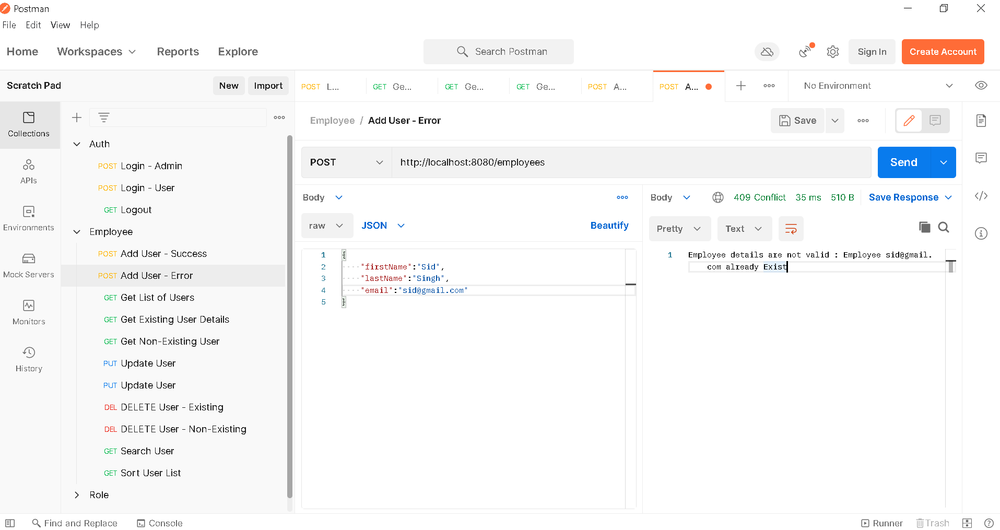 Postman
File Edit View Help
Home Workspaces Reports Explore Search Postman Sign In Create Account
Scratch Pad New Import POST L... GET Ge... GET Ge... GET Ge... POST A... POST A... No Environment
Collections
APIs
Environments
Mock Servers
Monitors
History
Auth
POST Login - Admin
POST Login - User
GET Logout
Employee
POST Add User - Success
POST Add User - Error
GET Get List of Users
GET Get Existing User Details
GET Get Non-Existing User
PUT Update User
PUT Update User
DEL DELETE User - Existing
DEL DELETE User - Non-Existing
GET Search User
GET Sort User List
Role
Employee / Add User - Error Save
POST http://localhost:8080/employees Send
Body
raw JSON Beautify
1 {
2 "firstName":"Sid",
3 "lastName":"Singh",
4 "email":"sid@gmail.com"
5 }
Body 409 Conflict 35 ms 510 B Save Response
Pretty Text
1 Employee details are not valid : Employee sid@gmail.
com already Exist
Find and Replace Console Runner Trash